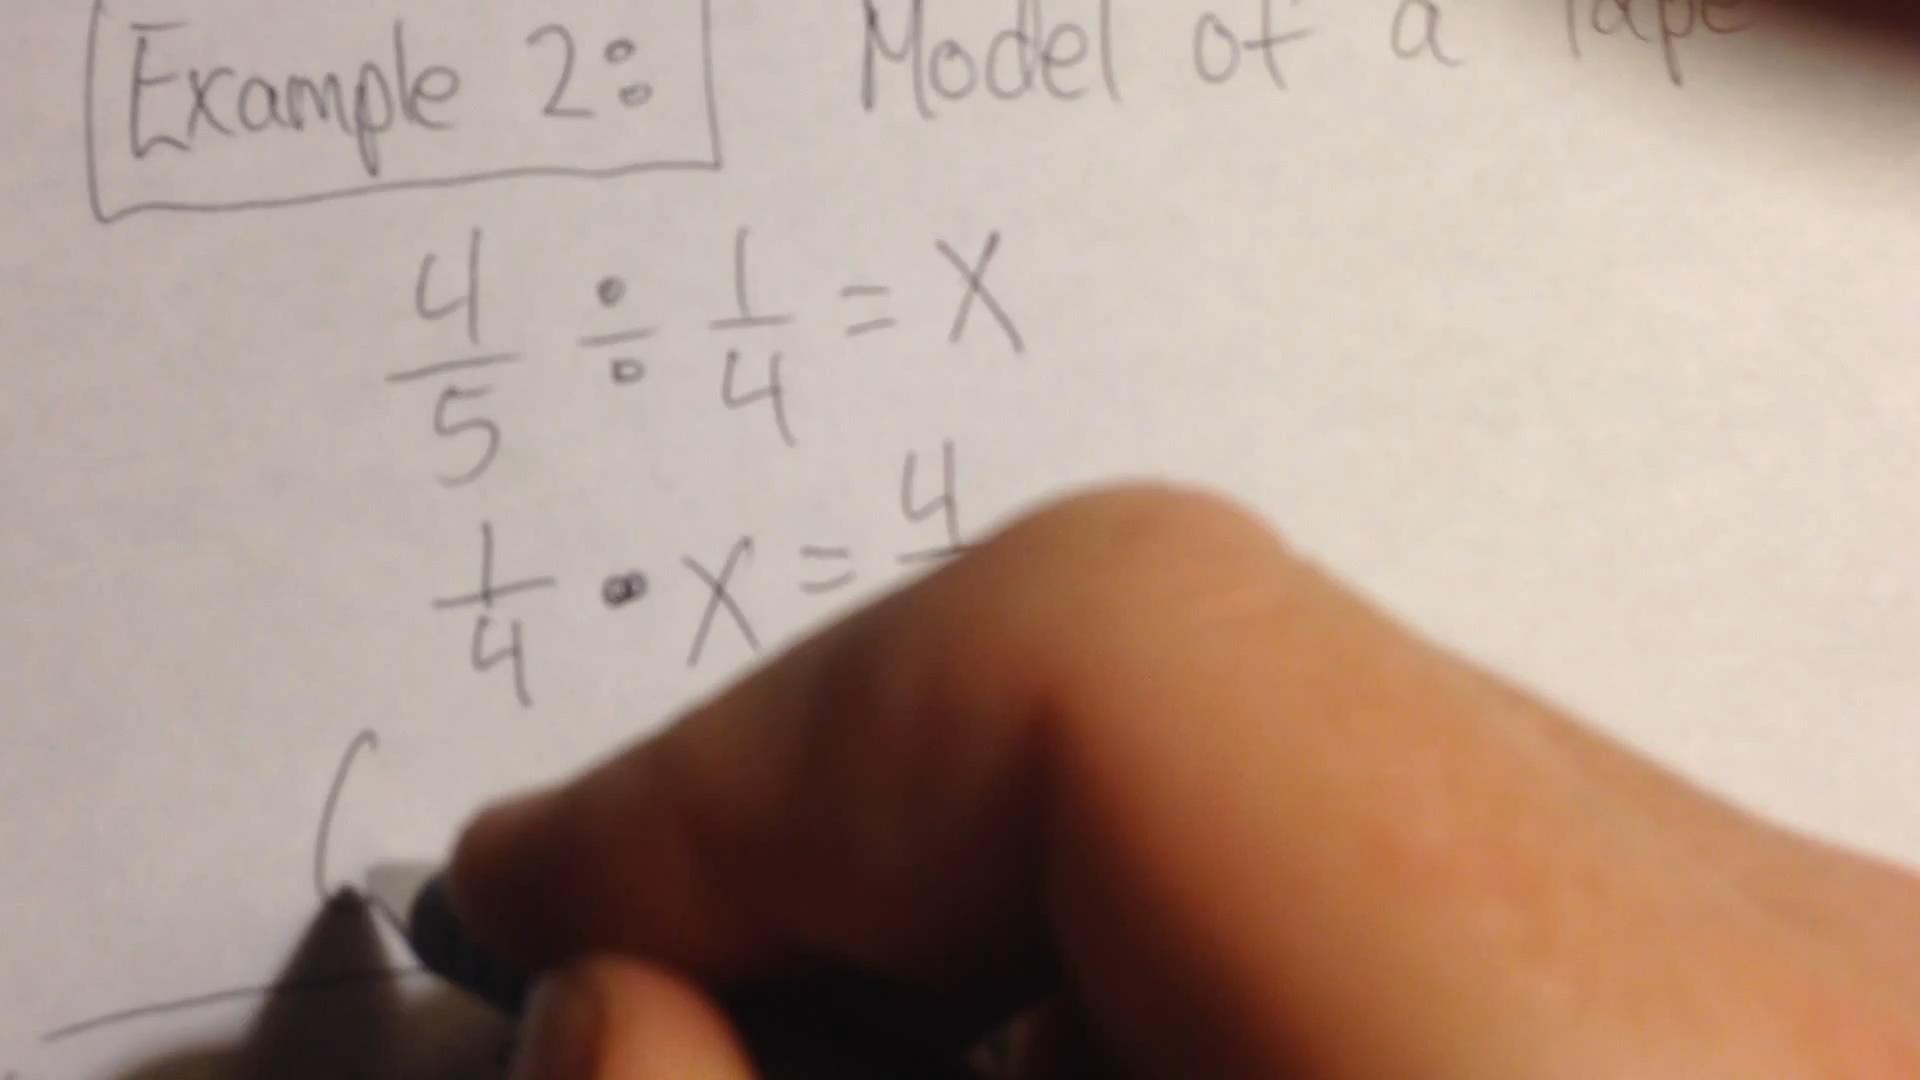 Example 2: Model of a Tape
4/5 ÷ 1/4 = X
1/4 • X = 4
(